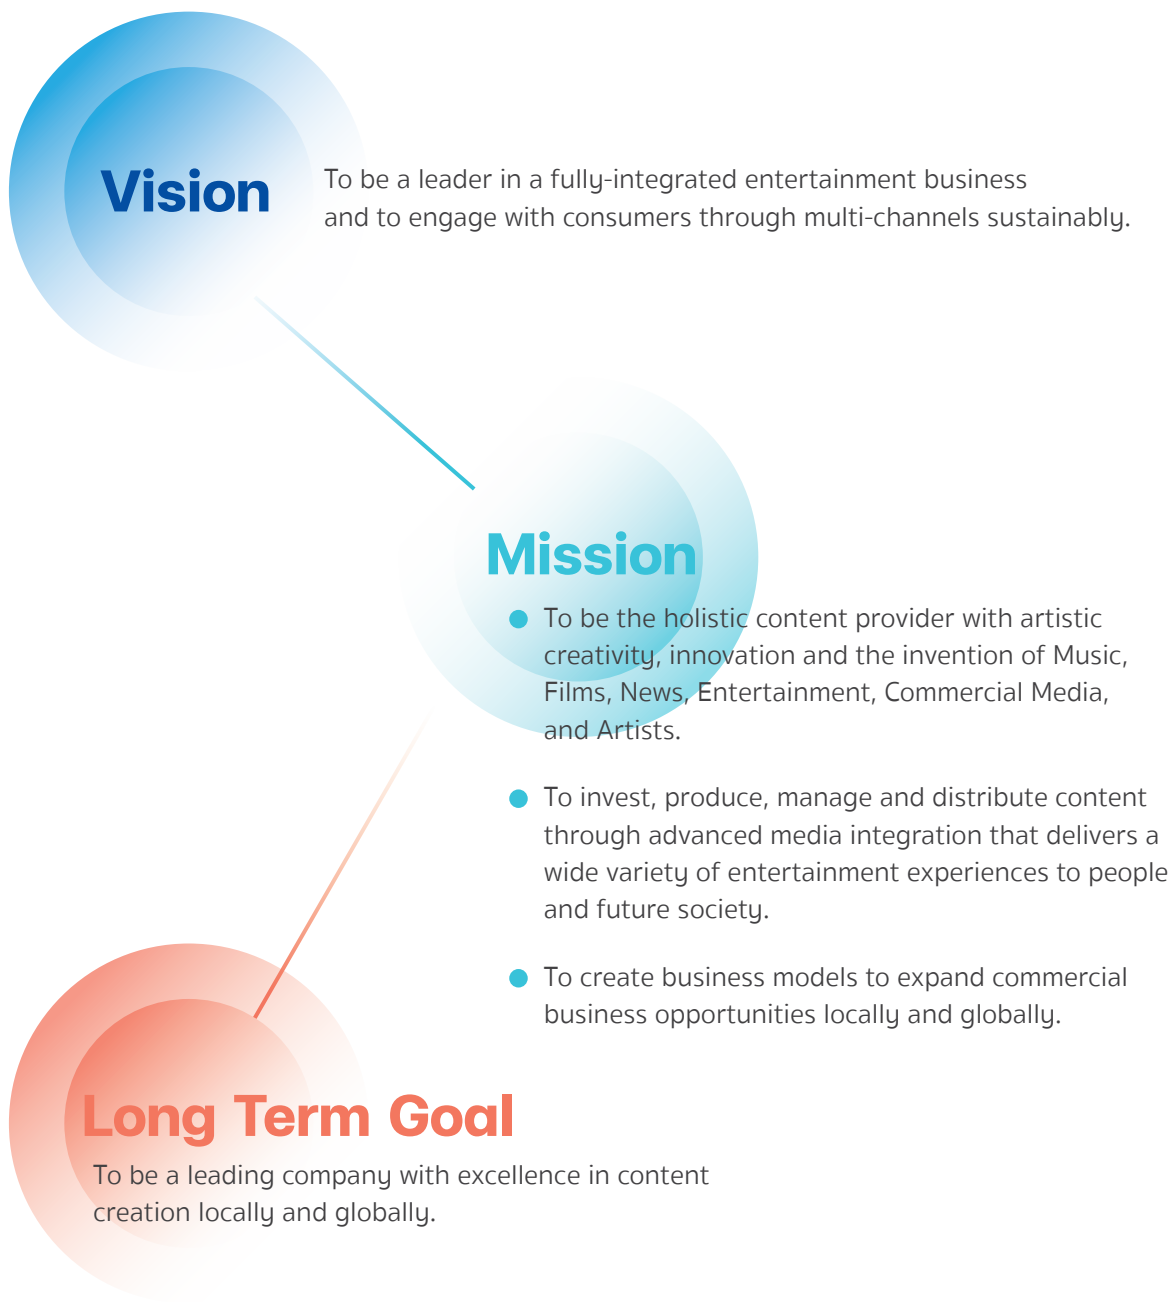 Vision
To be a leader in a fully-integrated entertainment business
and to engage with consumers through multi-channels sustainably.
Mission
To be the holistic content provider with artistic
creativity, innovation and the invention of Music,
Films, News, Entertainment, Commercial Media,
and Artists.
To invest, produce, manage and distribute content
through advanced media integration that delivers a
wide variety of entertainment experiences to people
and future society.
To create business models to expand commercial
business opportunities locally and globally.
Long Term Goal
To be a leading company with excellence in content
creation locally and globally.